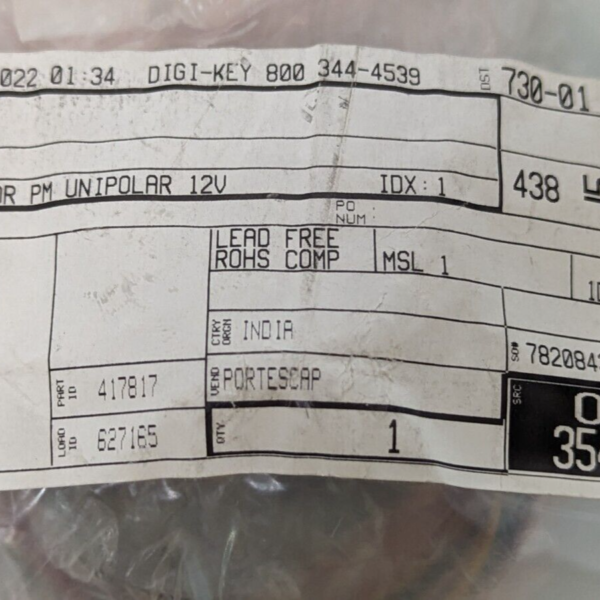 022 01:34 DIGI-KEY 800 344-4539
DST 730-01
OR PM UNIPOLAR 12V IDX: 1
438
PO
NUM :
LEAD FREE
ROHS COMP
MSL 1
CTRY
ORGN
INDIA
SO#
PART
ID
417817
VEND
PORTESCAP
SRC
LOAD
ID
627165
QTY
1